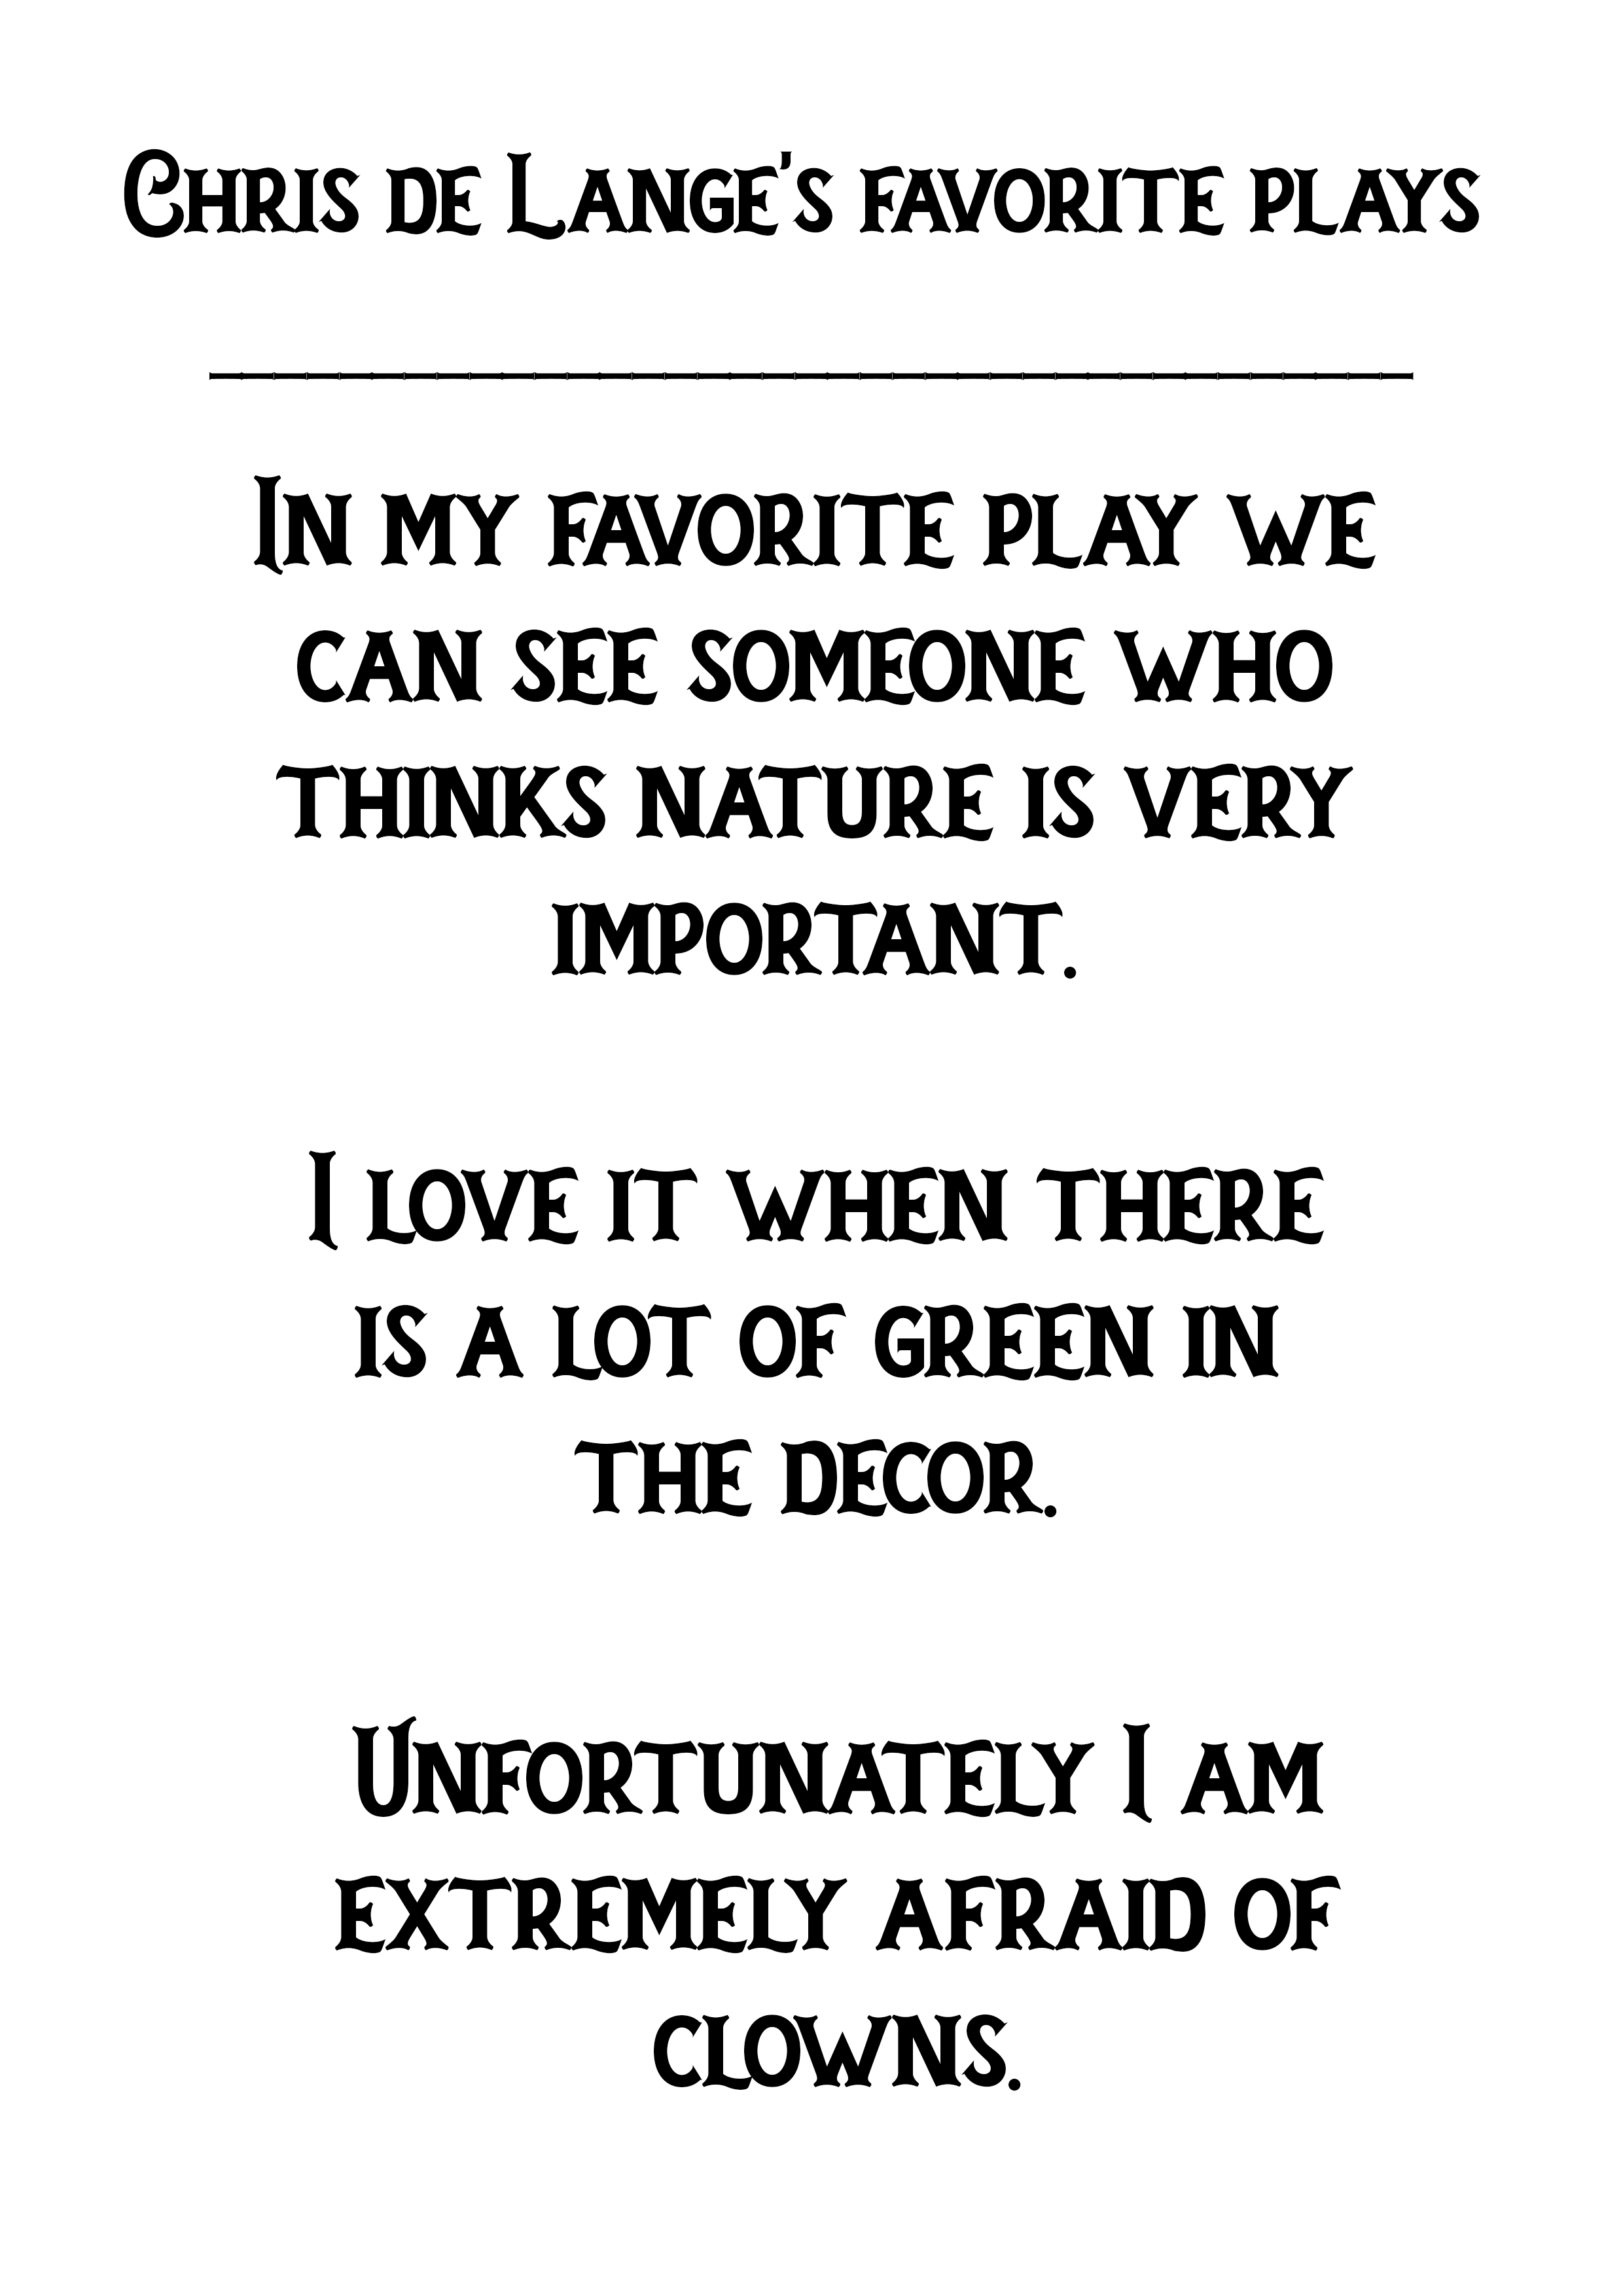 Chris de Lange's favorite plays
In my favorite play we
can see someone who
thinks nature is very
important.
I love it when there
is a lot of green in
the decor.
Unfortunately I am
extremely afraid of
clowns.